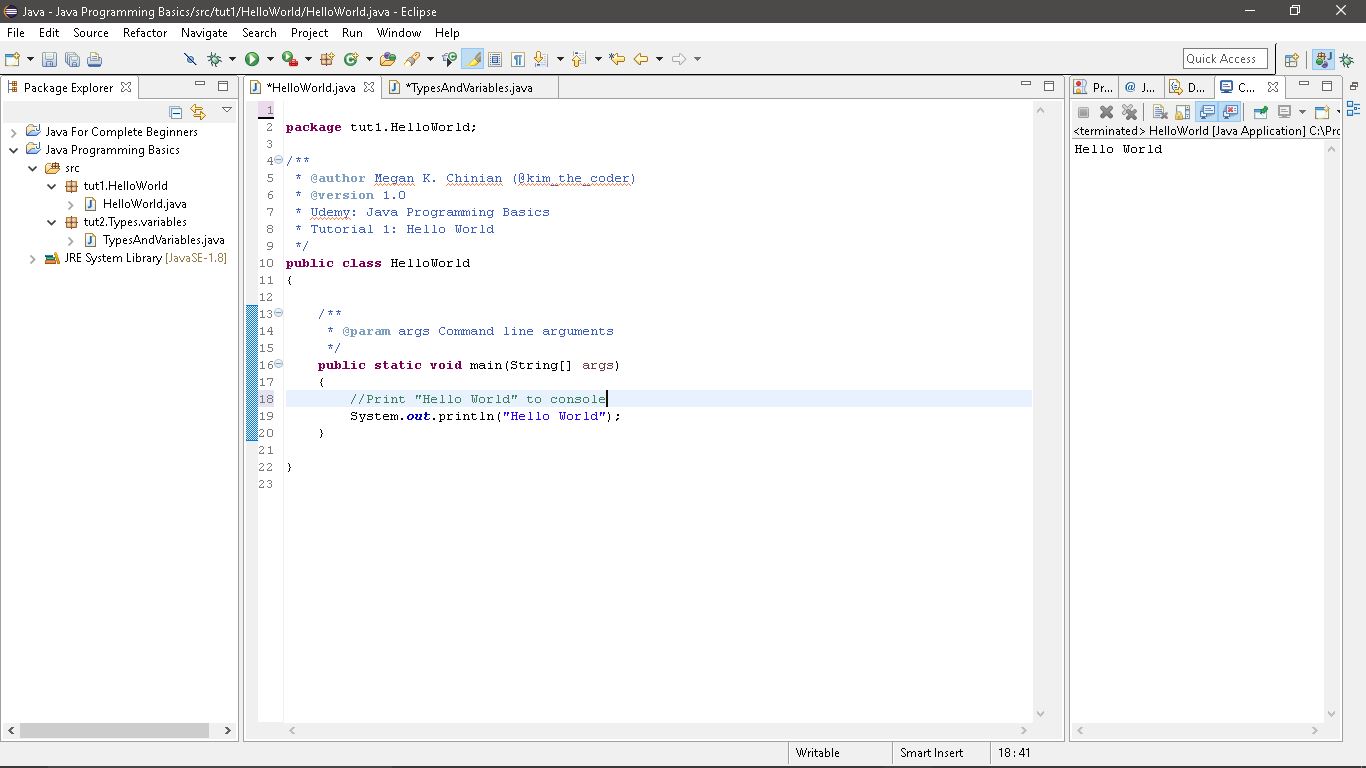 Java - Java Programming Basics/src/tut1/HelloWorld/HelloWorld.java - Eclipse
File Edit Source Refactor Navigate Search Project Run Window Help
Quick Access
Package Explorer
Java For Complete Beginners
Java Programming Basics
src
tut1.HelloWorld
HelloWorld.java
tut2.Types.variables
TypesAndVariables.java
JRE System Library [JavaSE-1.8]
*HelloWorld.java *TypesAndVariables.java
1
2 package tut1.HelloWorld;
3
4 /**
5 * @author Megan K. Chinian (@kim_the_coder)
6 * @version 1.0
7 * Udemy: Java Programming Basics
8 * Tutorial 1: Hello World
9 */
10 public class HelloWorld
11 {
12
13 /**
14 * @param args Command line arguments
15 */
16 public static void main(String[] args)
17 {
18 //Print "Hello World" to console
19 System.out.println("Hello World");
20 }
21
22 }
23
Pr... @ J... D... C...
<terminated> HelloWorld [Java Application] C:\Prc
Hello World
Writable Smart Insert 18 : 41